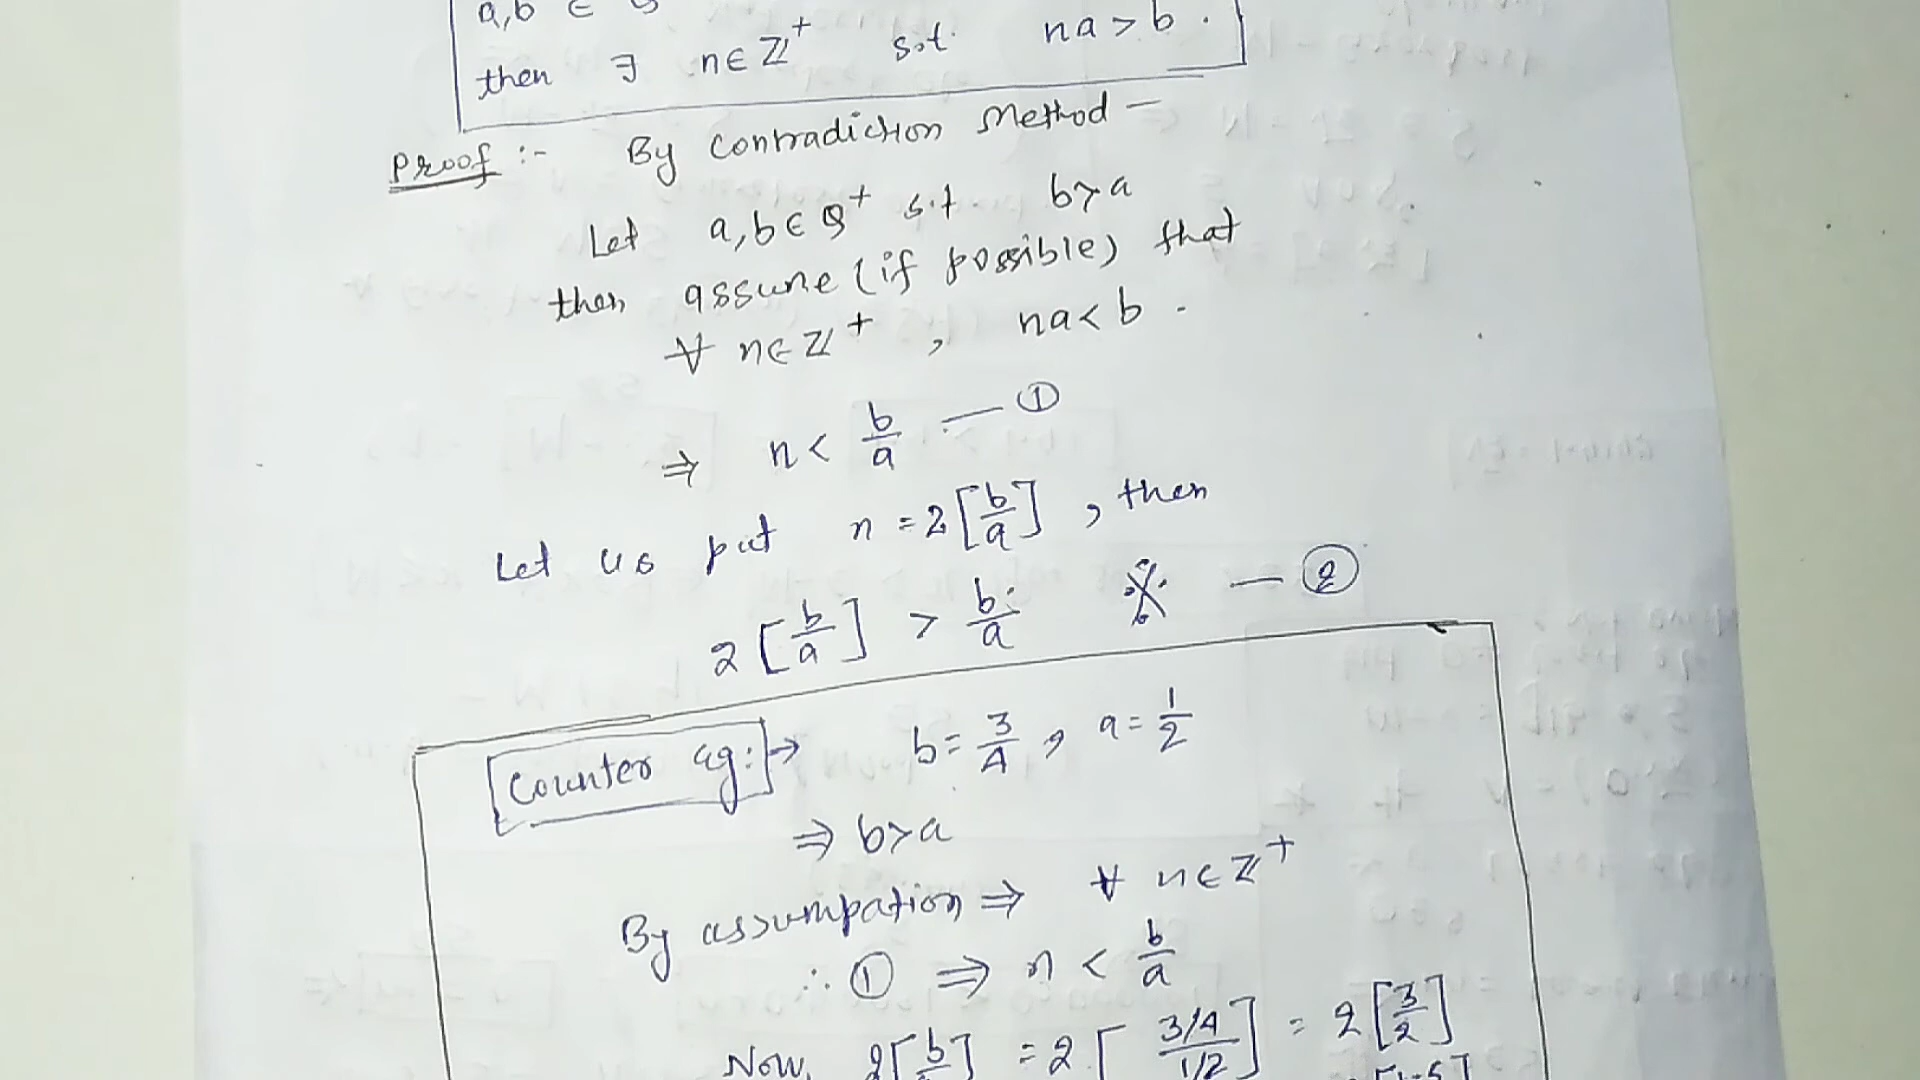 a,b ∈ Q
then ∃ n∈ℤ⁺ s.t. na > b.
Proof :- By contradiction Method —
Let a,b ∈ Q⁺ s.t. b>a
then assume (if possible) that
∀ n∈ℤ⁺ , na < b .
⇒ n < b/a — ①
Let us put n = 2[b/a] , then
2[b/a] > b/a — ②
Counter eg: → b = 3/4 , a = 1/2
⇒ b>a
By assumpation ⇒ ∀ n∈ℤ⁺
∴ ① ⇒ n < b/a
Now, 2[b = 2[3/4 / 1/2] = 2[3/2]